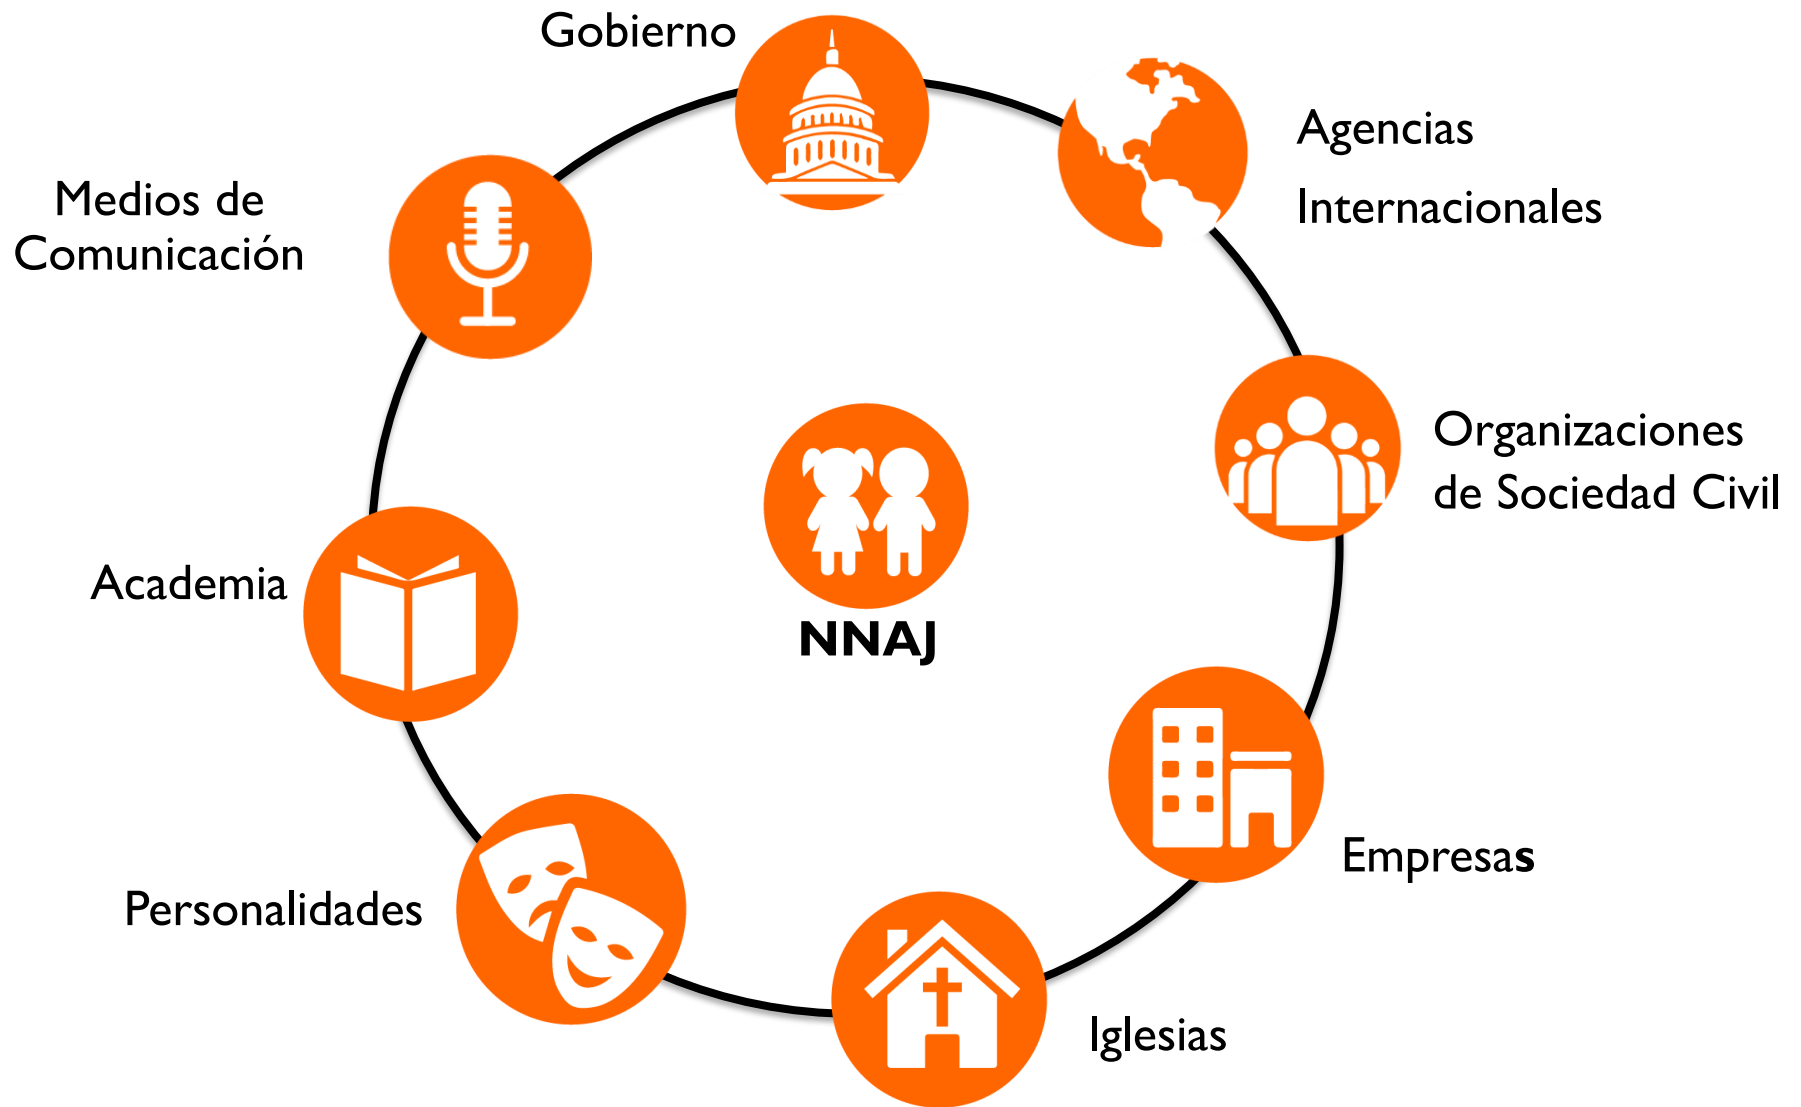 Gobierno
Agencias
Internacionales
Medios de
Comunicación
Organizaciones
de Sociedad Civil
Academia
NNAJ
Empresas
Personalidades
Iglesias